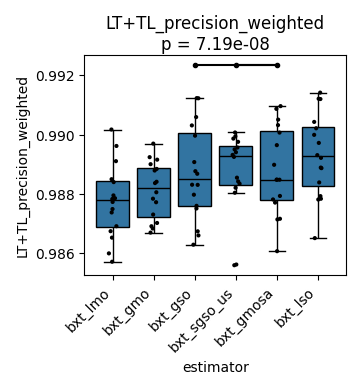 LT+TL_precision_weighted
p = 7.19e-08
LT+TL_precision_weighted
0.992
0.990
0.988
0.986
bxt_lmo
bxt_gmo
bxt_gso
bxt_sgso_us
bxt_gmosa
bxt_lso
estimator